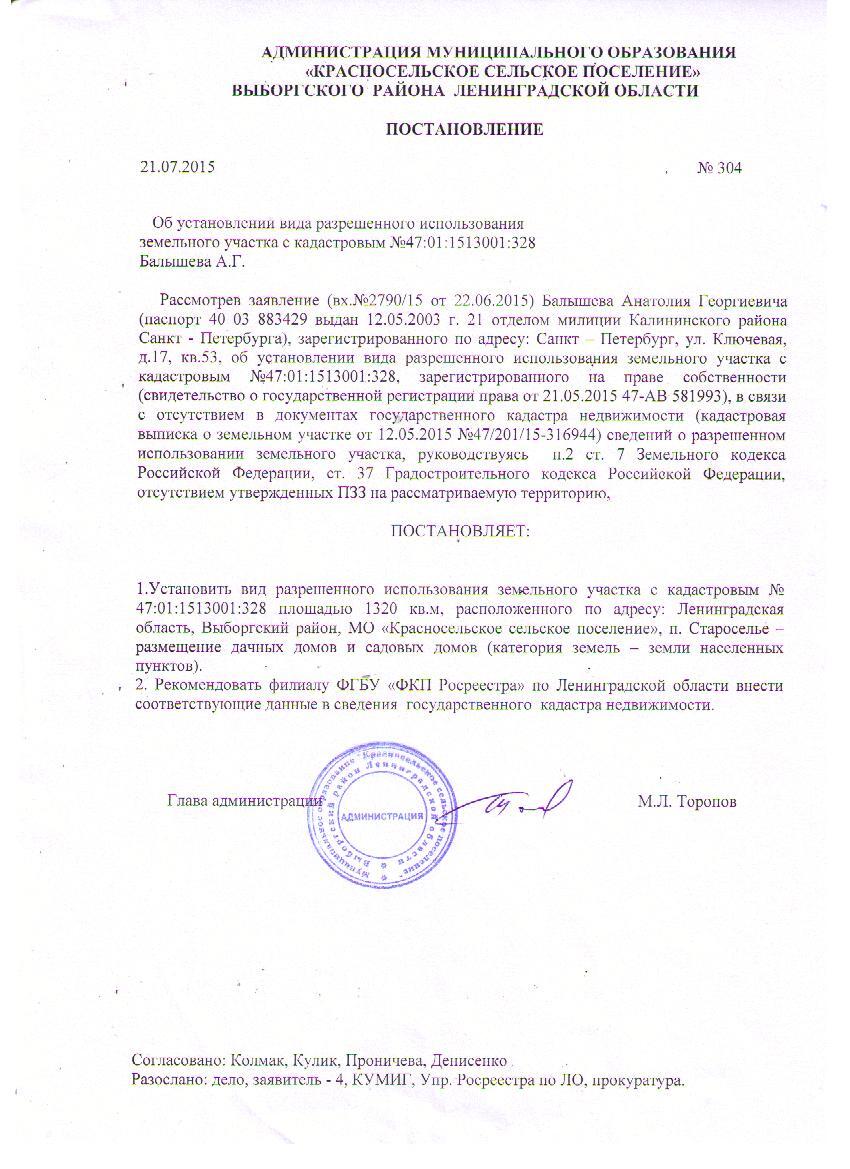 АДМИНИСТРАЦИЯ МУНИЦИПАЛЬНОГО ОБРАЗОВАНИЯ
«КРАСНОСЕЛЬСКОЕ СЕЛЬСКОЕ ПОСЕЛЕНИЕ»
ВЫБОРГСКОГО РАЙОНА ЛЕНИНГРАДСКОЙ ОБЛАСТИ
ПОСТАНОВЛЕНИЕ
21.07.2015 № 304
Об установлении вида разрешенного использования
земельного участка с кадастровым №47:01:1513001:328
Балышева А.Г.
Рассмотрев заявление (вх.№2790/15 от 22.06.2015) Балышева Анатолия Георгиевича
(паспорт 40 03 883429 выдан 12.05.2003 г. 21 отделом милиции Калининского района
Санкт - Петербурга), зарегистрированного по адресу: Санкт – Петербург, ул. Ключевая,
д.17, кв.53, об установлении вида разрешенного использования земельного участка с
кадастровым №47:01:1513001:328, зарегистрированного на праве собственности
(свидетельство о государственной регистрации права от 21.05.2015 47-АВ 581993), в связи
с отсутствием в документах государственного кадастра недвижимости (кадастровая
выписка о земельном участке от 12.05.2015 №47/201/15-316944) сведений о разрешенном
использовании земельного участка, руководствуясь п.2 ст. 7 Земельного кодекса
Российской Федерации, ст. 37 Градостроительного кодекса Российской Федерации,
отсутствием утвержденных ПЗЗ на рассматриваемую территорию,
ПОСТАНОВЛЯЕТ:
1.Установить вид разрешенного использования земельного участка с кадастровым №
47:01:1513001:328 площадью 1320 кв.м, расположенного по адресу: Ленинградская
область, Выборгский район, МО «Красносельское сельское поселение», п. Староселье –
размещение дачных домов и садовых домов (категория земель – земли населенных
пунктов).
2. Рекомендовать филиалу ФГБУ «ФКП Росреестра» по Ленинградской области внести
соответствующие данные в сведения государственного кадастра недвижимости.
Глава администрации М.Л. Торопов
Муниципальное образование "Красносельское сельское поселение"
Выборгский район Ленинградской области
АДМИНИСТРАЦИЯ
Согласовано: Колмак, Кулик, Проничева, Денисенко
Разослано: дело, заявитель - 4, КУМИГ, Упр. Росреестра по ЛО, прокуратура.